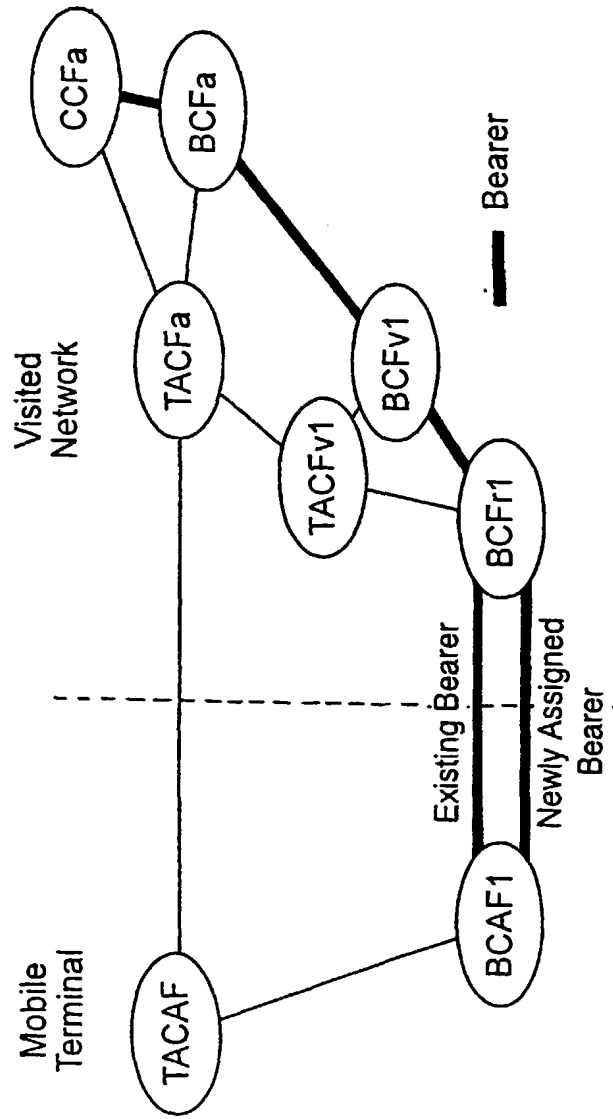 Mobile
Terminal
Visited
Network
TACAF
TACFa
CCFa
BCFa
TACFv1
BCFv1
BCFr1
BCAF1
Existing Bearer
Newly Assigned
Bearer
Bearer